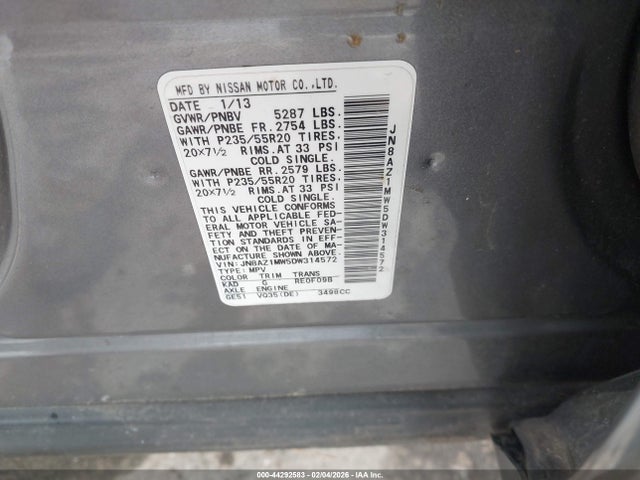 MFD BY NISSAN MOTOR CO.,LTD.
DATE 1/13
GVWR/PNBV 5287 LBS.
GAWR/PNBE FR. 2754 LBS.
WITH P235/55R20 TIRES.
20×7½ RIMS.AT 33 PSI
COLD SINGLE.
GAWR/PNBE RR. 2579 LBS.
WITH P235/55R20 TIRES.
20×7½ RIMS.AT 33 PSI
COLD SINGLE.
THIS VEHICLE CONFORMS
TO ALL APPLICABLE FED-
ERAL MOTOR VEHICLE SA-
FETY AND THEFT PREVEN-
TION STANDARDS IN EFF-
ECT ON THE DATE OF MA-
NUFACTURE SHOWN ABOVE.
VIN: JN8AZ1MW5DW314572
TYPE: MPV
COLOR TRIM TRANS
KAD G RE0F09B
AXLE ENGINE
GE51 VQ35(DE) 3498CC
JN8AZ1MW5DW314572
000-44292583 - 02/04/2026 - IAA, Inc.